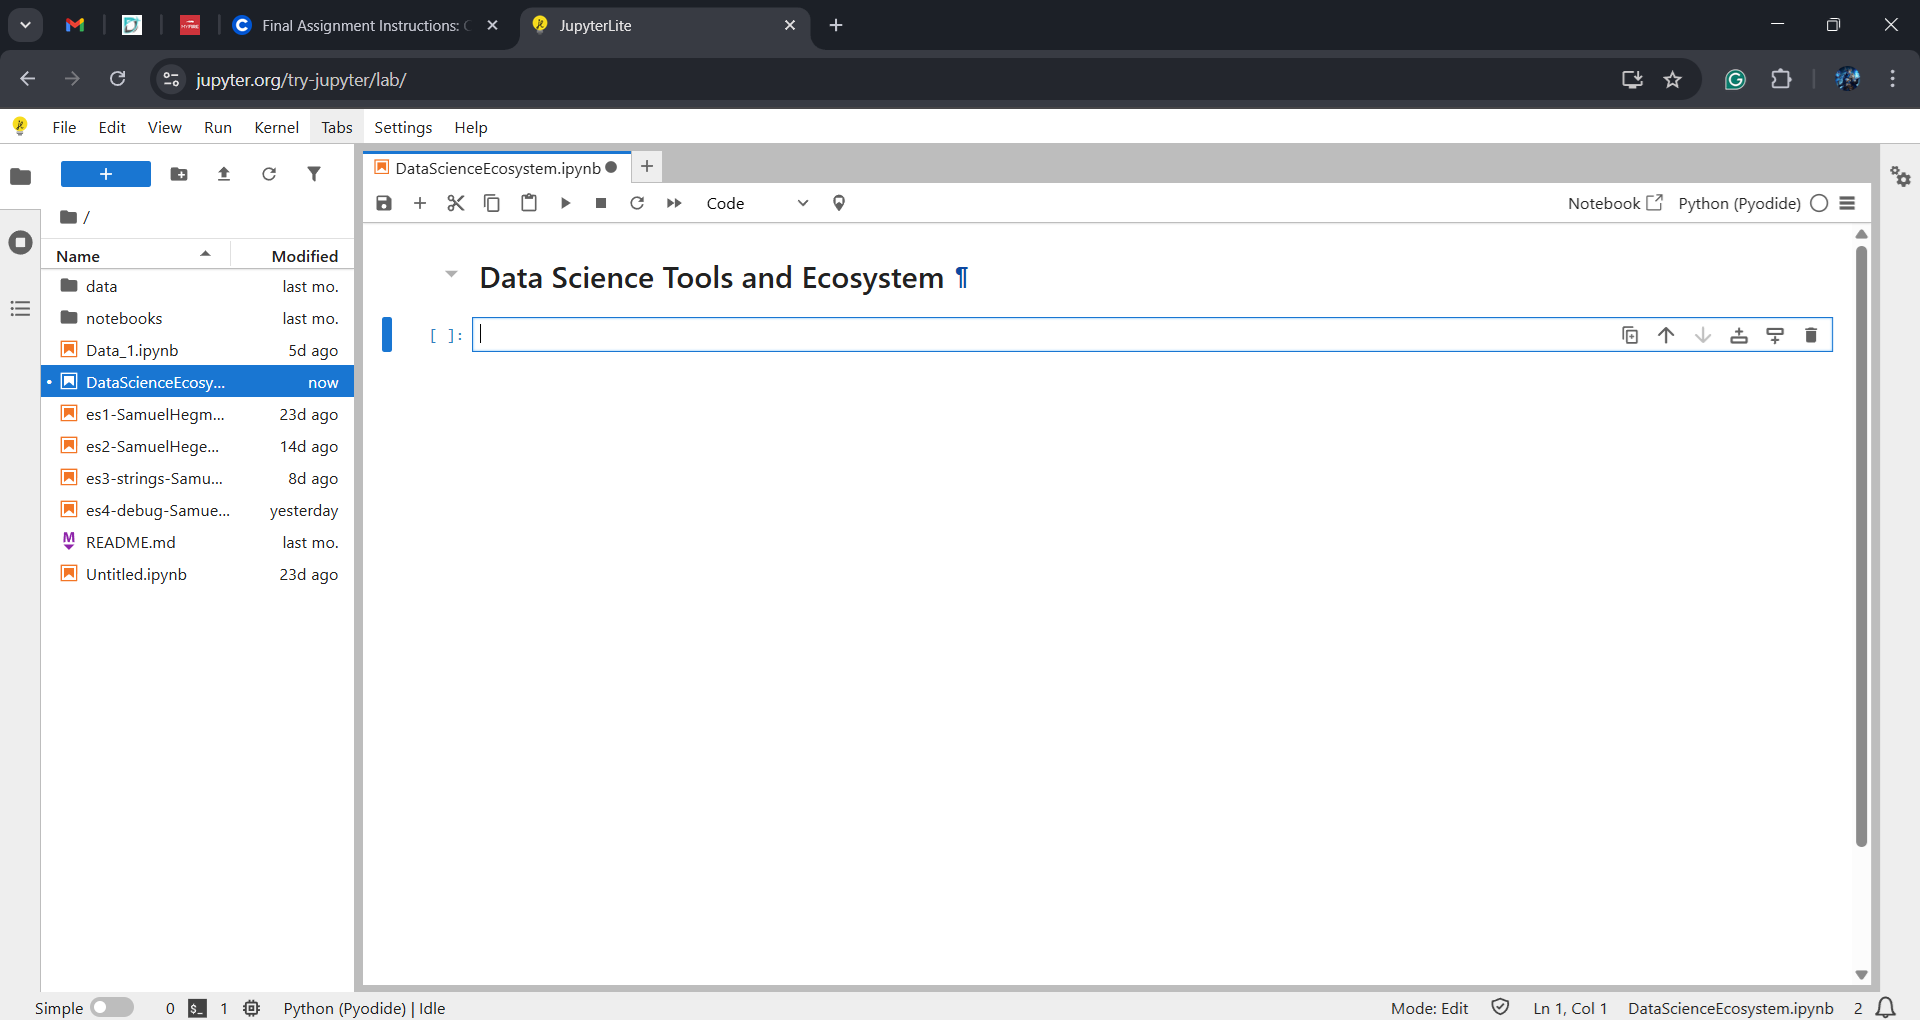 Final Assignment Instructions: C
JupyterLite
jupyter.org/try-jupyter/lab/
File Edit View Run Kernel Tabs Settings Help
DataScienceEcosystem.ipynb
Code
Notebook
Python (Pyodide)
/
Name Modified
data last mo.
notebooks last mo.
Data_1.ipynb 5d ago
DataScienceEcosy... now
es1-SamuelHegm... 23d ago
es2-SamuelHege... 14d ago
es3-strings-Samu... 8d ago
es4-debug-Samue... yesterday
README.md last mo.
Untitled.ipynb 23d ago
Data Science Tools and Ecosystem ¶
[ ]:
Simple 0 $_ 1 Python (Pyodide) | Idle
Mode: Edit Ln 1, Col 1 DataScienceEcosystem.ipynb 2